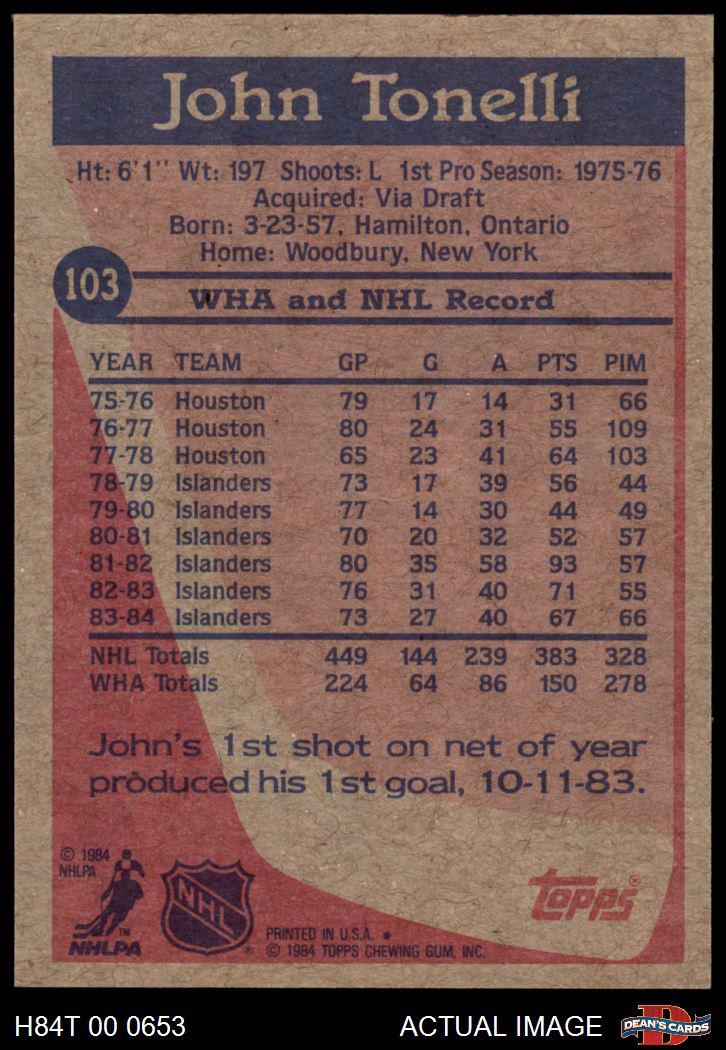 John Tonelli
Ht: 6'1'' Wt: 197 Shoots: L 1st Pro Season: 1975-76
Acquired: Via Draft
Born: 3-23-57, Hamilton, Ontario
Home: Woodbury, New York
103
WHA and NHL Record
YEAR TEAM GP G A PTS PIM
75-76 Houston 79 17 14 31 66
76-77 Houston 80 24 31 55 109
77-78 Houston 65 23 41 64 103
78-79 Islanders 73 17 39 56 44
79-80 Islanders 77 14 30 44 49
80-81 Islanders 70 20 32 52 57
81-82 Islanders 80 35 58 93 57
82-83 Islanders 76 31 40 71 55
83-84 Islanders 73 27 40 67 66
NHL Totals 449 144 239 383 328
WHA Totals 224 64 86 150 278
John's 1st shot on net of year
produced his 1st goal, 10-11-83.
© 1984
NHLPA
NHLPA ™
NHL ®
topps ®
PRINTED IN U.S.A. *
© 1984 TOPPS CHEWING GUM, INC.
H84T 00 0653 ACTUAL IMAGE
D
DEAN'S CARDS